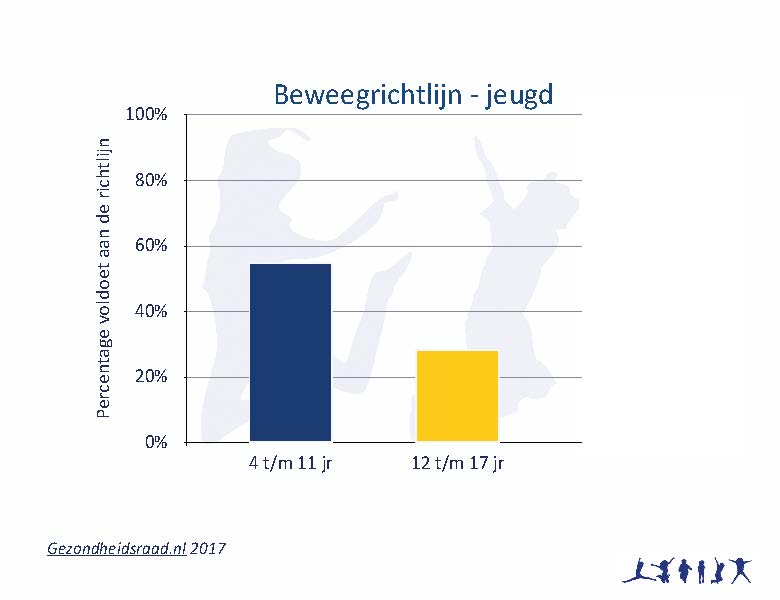 Beweegrichtlijn - jeugd
Percentage voldoet aan de richtlijn
100%
80%
60%
40%
20%
0%
4 t/m 11 jr
12 t/m 17 jr
Gezondheidsraad.nl 2017